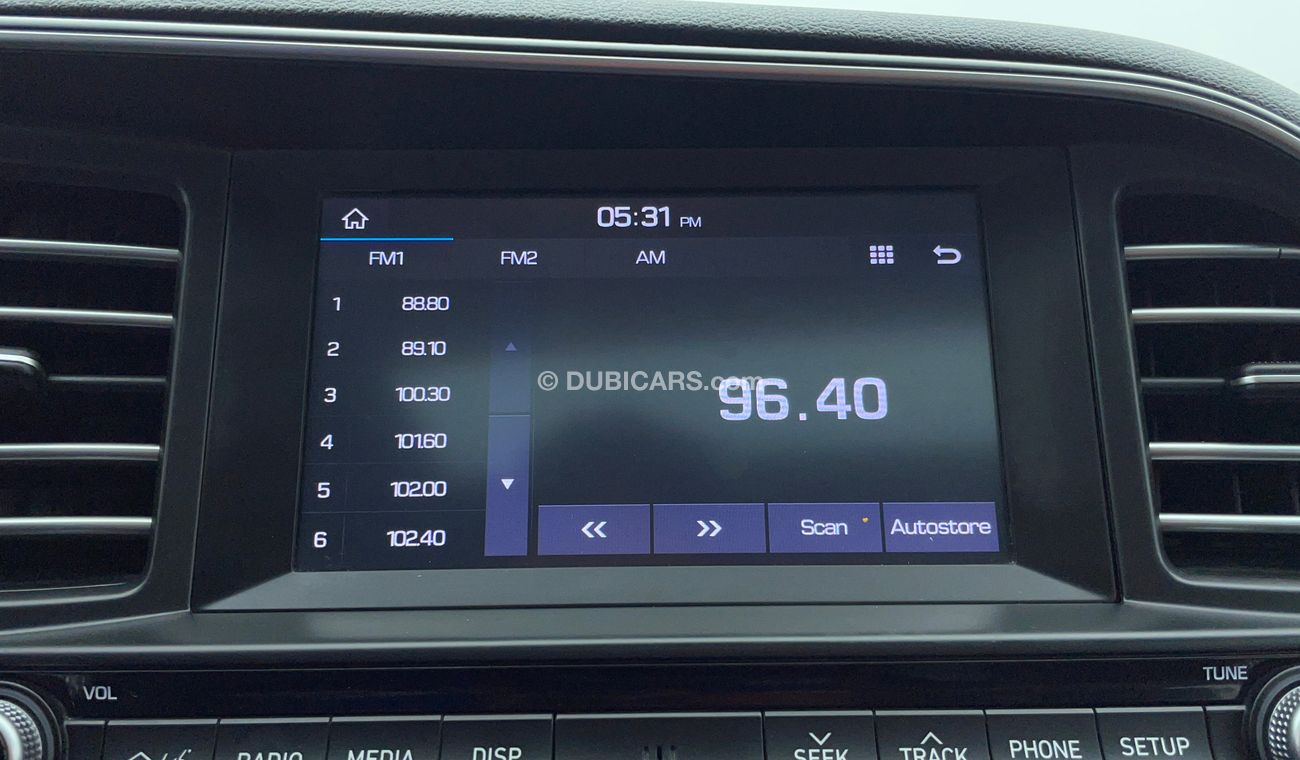 05:31 PM
FM1 FM2 AM
1 88.80
2 89.10
3 100.30
4 101.60
5 102.00
6 102.40
© DUBICARS.com
96.40
<< >> Scan Autostore
VOL
TUNE
RADIO MEDIA DISP SEEK TRACK PHONE SETUP